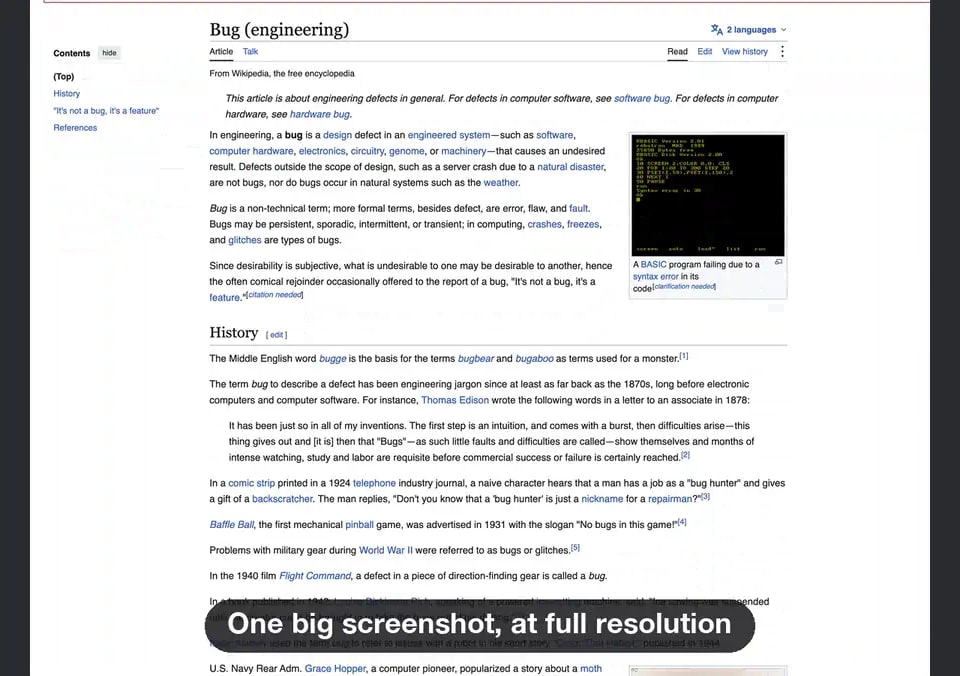 Bug (engineering)
2 languages
Contents
hide
Article
Talk
Read
Edit
View history
(Top)
History
"It's not a bug, it's a feature"
References
From Wikipedia, the free encyclopedia
This article is about engineering defects in general. For defects in computer software, see software bug. For defects in computer
hardware, see hardware bug.
In engineering, a bug is a design defect in an engineered system—such as software,
computer hardware, electronics, circuitry, genome, or machinery—that causes an undesired
result. Defects outside the scope of design, such as a server crash due to a natural disaster,
are not bugs, nor do bugs occur in natural systems such as the weather.
Bug is a non-technical term; more formal terms, besides defect, are error, flaw, and fault.
Bugs may be persistent, sporadic, intermittent, or transient; in computing, crashes, freezes,
and glitches are types of bugs.
Since desirability is subjective, what is undesirable to one may be desirable to another, hence
the often comical rejoinder occasionally offered to the report of a bug, "It's not a bug, it's a
feature."[citation needed]
Syntax error in 30
A BASIC program failing due to a
syntax error in its
code[clarification needed]
History [ edit ]
The Middle English word bugge is the basis for the terms bugbear and bugaboo as terms used for a monster.[1]
The term bug to describe a defect has been engineering jargon since at least as far back as the 1870s, long before electronic
computers and computer software. For instance, Thomas Edison wrote the following words in a letter to an associate in 1878:
It has been just so in all of my inventions. The first step is an intuition, and comes with a burst, then difficulties arise—this
thing gives out and [it is] then that "Bugs"—as such little faults and difficulties are called—show themselves and months of
intense watching, study and labor are requisite before commercial success or failure is certainly reached.[2]
In a comic strip printed in a 1924 telephone industry journal, a naive character hears that a man has a job as a "bug hunter" and gives
a gift of a backscratcher. The man replies, "Don't you know that a 'bug hunter' is just a nickname for a repairman?"[3]
Baffle Ball, the first mechanical pinball game, was advertised in 1931 with the slogan "No bugs in this game!"[4]
Problems with military gear during World War II were referred to as bugs or glitches.[5]
In the 1940 film Flight Command, a defect in a piece of direction-finding gear is called a bug.
One big screenshot, at full resolution
U.S. Navy Rear Adm. Grace Hopper, a computer pioneer, popularized a story about a moth